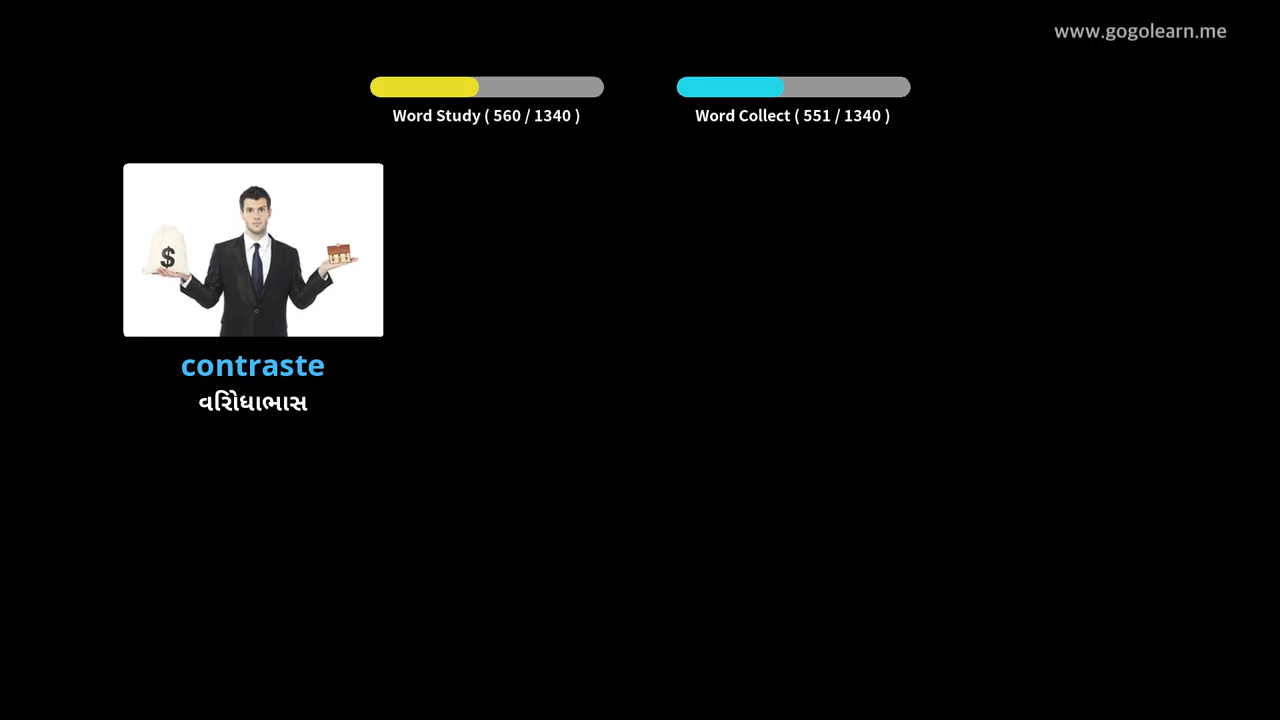 www.gogolearn.me
Word Study ( 560 / 1340 )
Word Collect ( 551 / 1340 )
$
contraste
વિરોધાભાસ